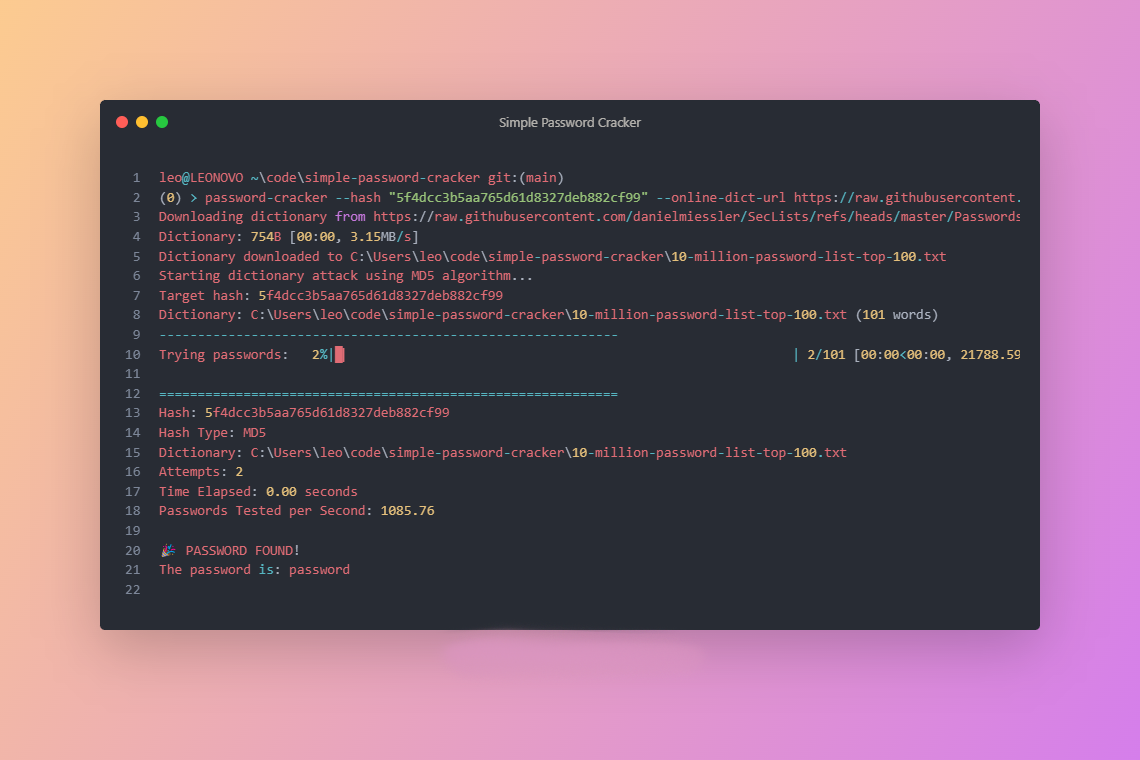 Simple Password Cracker
1 leo@LEONOVO ~\code\simple-password-cracker git:(main)
2 (0) > password-cracker --hash "5f4dcc3b5aa765d61d8327deb882cf99" --online-dict-url https://raw.githubusercontent.
3 Downloading dictionary from https://raw.githubusercontent.com/danielmiessler/SecLists/refs/heads/master/Passwords
4 Dictionary: 754B [00:00, 3.15MB/s]
5 Dictionary downloaded to C:\Users\leo\code\simple-password-cracker\10-million-password-list-top-100.txt
6 Starting dictionary attack using MD5 algorithm...
7 Target hash: 5f4dcc3b5aa765d61d8327deb882cf99
8 Dictionary: C:\Users\leo\code\simple-password-cracker\10-million-password-list-top-100.txt (101 words)
9 ------------------------------------------------------------
10 Trying passwords:   2%|█                                                           | 2/101 [00:00<00:00, 21788.59
11
12 ============================================================
13 Hash: 5f4dcc3b5aa765d61d8327deb882cf99
14 Hash Type: MD5
15 Dictionary: C:\Users\leo\code\simple-password-cracker\10-million-password-list-top-100.txt
16 Attempts: 2
17 Time Elapsed: 0.00 seconds
18 Passwords Tested per Second: 1085.76
19
20 🎉 PASSWORD FOUND!
21 The password is: password
22